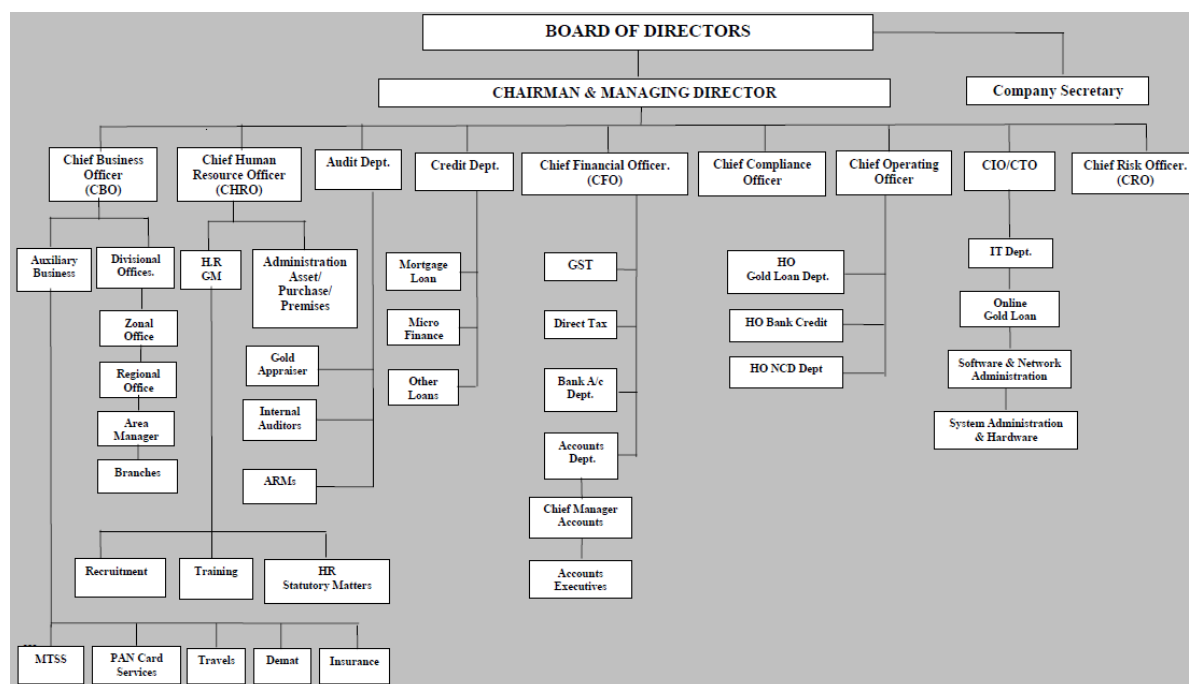 BOARD OF DIRECTORS
CHAIRMAN & MANAGING DIRECTOR
Company Secretary
Chief Business
Officer
(CBO)
Chief Human
Resource Officer
(CHRO)
Audit Dept.
Credit Dept.
Chief Financial Officer.
(CFO)
Chief Compliance
Officer
Chief Operating
Officer
CIO/CTO
Chief Risk Officer.
(CRO)
Auxiliary
Business
Divisional
Offices.
H.R
GM
Administration
Asset/
Purchase/
Premises
Mortgage
Loan
GST
HO
Gold Loan Dept.
IT Dept.
Zonal
Office
Micro
Finance
Direct Tax
HO Bank Credit
Online
Gold Loan
Regional
Office
Gold
Appraiser
Other
Loans
Bank A/c
Dept.
HO NCD Dept
Software & Network
Administration
Area
Manager
Internal
Auditors
Accounts
Dept.
System Administration
& Hardware
Branches
ARMs
Chief Manager
Accounts
Recruitment
Training
HR
Statutory Matters
Accounts
Executives
MTSS
PAN Card
Services
Travels
Demat
Insurance